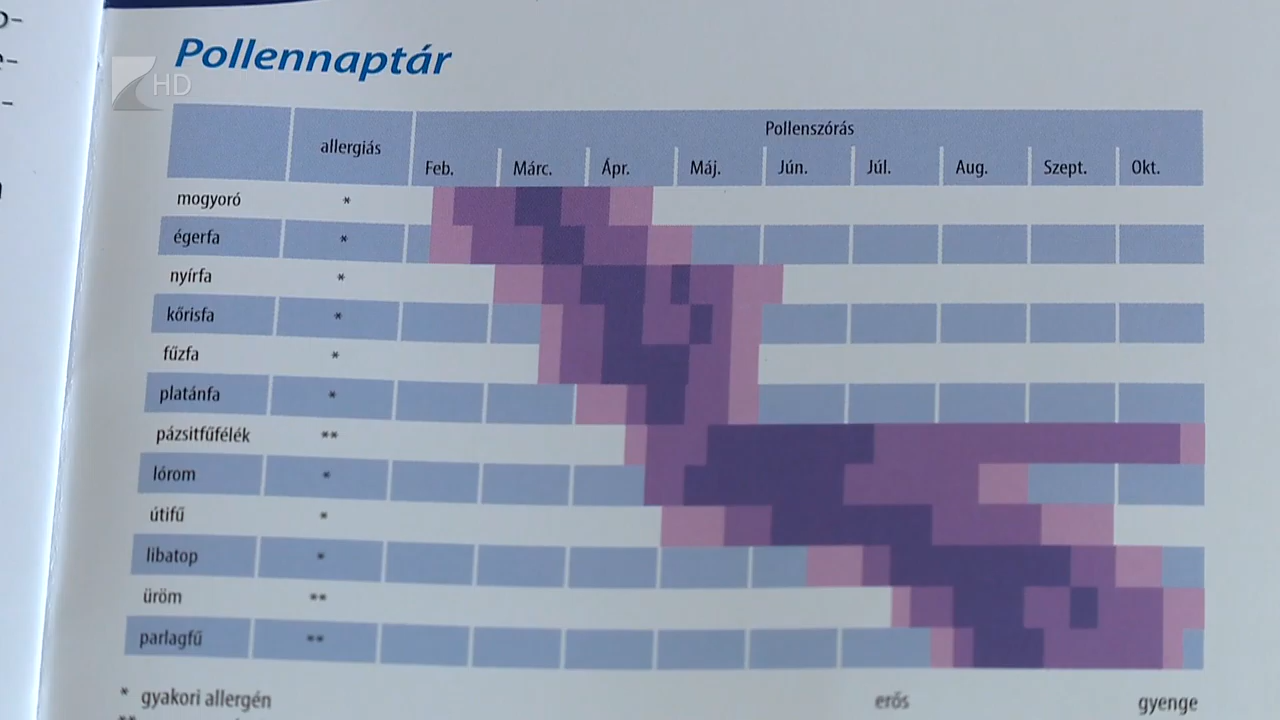 Pollennaptár
HD
allergiás
Pollenszórás
Feb. Márc. Ápr. Máj. Jún. Júl. Aug. Szept. Okt.
mogyoró *
égerfa *
nyírfa *
kőrisfa *
fűzfa *
platánfa *
pázsitfűfélék **
lórom *
útifű *
libatop *
üröm **
parlagfű **
* gyakori allergén
erős gyenge